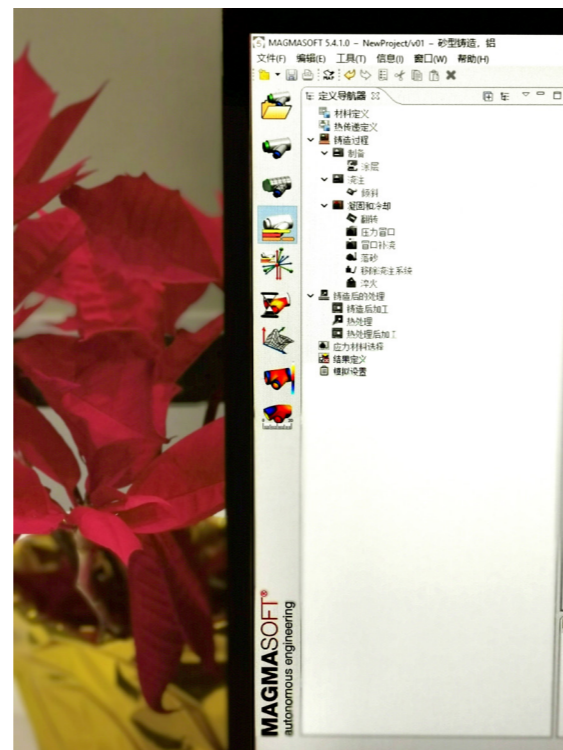 MAGMASOFT 5.4.1.0 – NewProject/v01 – 砂型铸造, 铝
文件(F) 编辑(E) 工具(T) 信息(I) 窗口(W) 帮助(H)
定义导航器
材料定义
热传递定义
铸造过程
制备
涂层
浇注
倾斜
凝固和冷却
翻转
压力冒口
冒口补浇
落砂
移除浇注系统
淬火
铸造后的处理
铸造后加工
热处理
热处理后加工
应力材料选择
结果定义
模拟设置
MAGMASOFT®
autonomous engineering